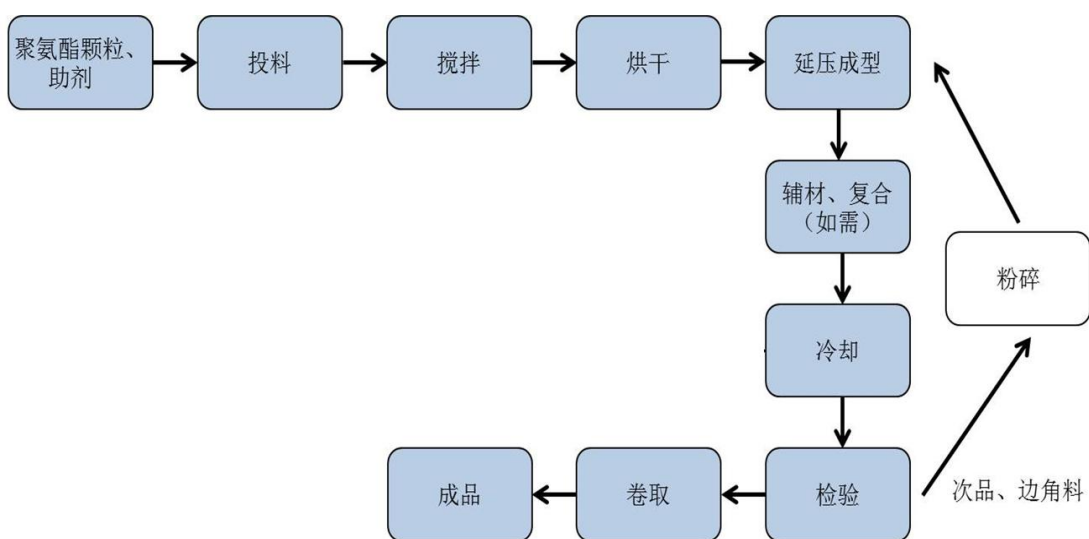 聚氨酯颗粒、
助剂
投料
搅拌
烘干
延压成型
辅材、复合
（如需）
粉碎
冷却
成品
卷取
检验
次品、边角料